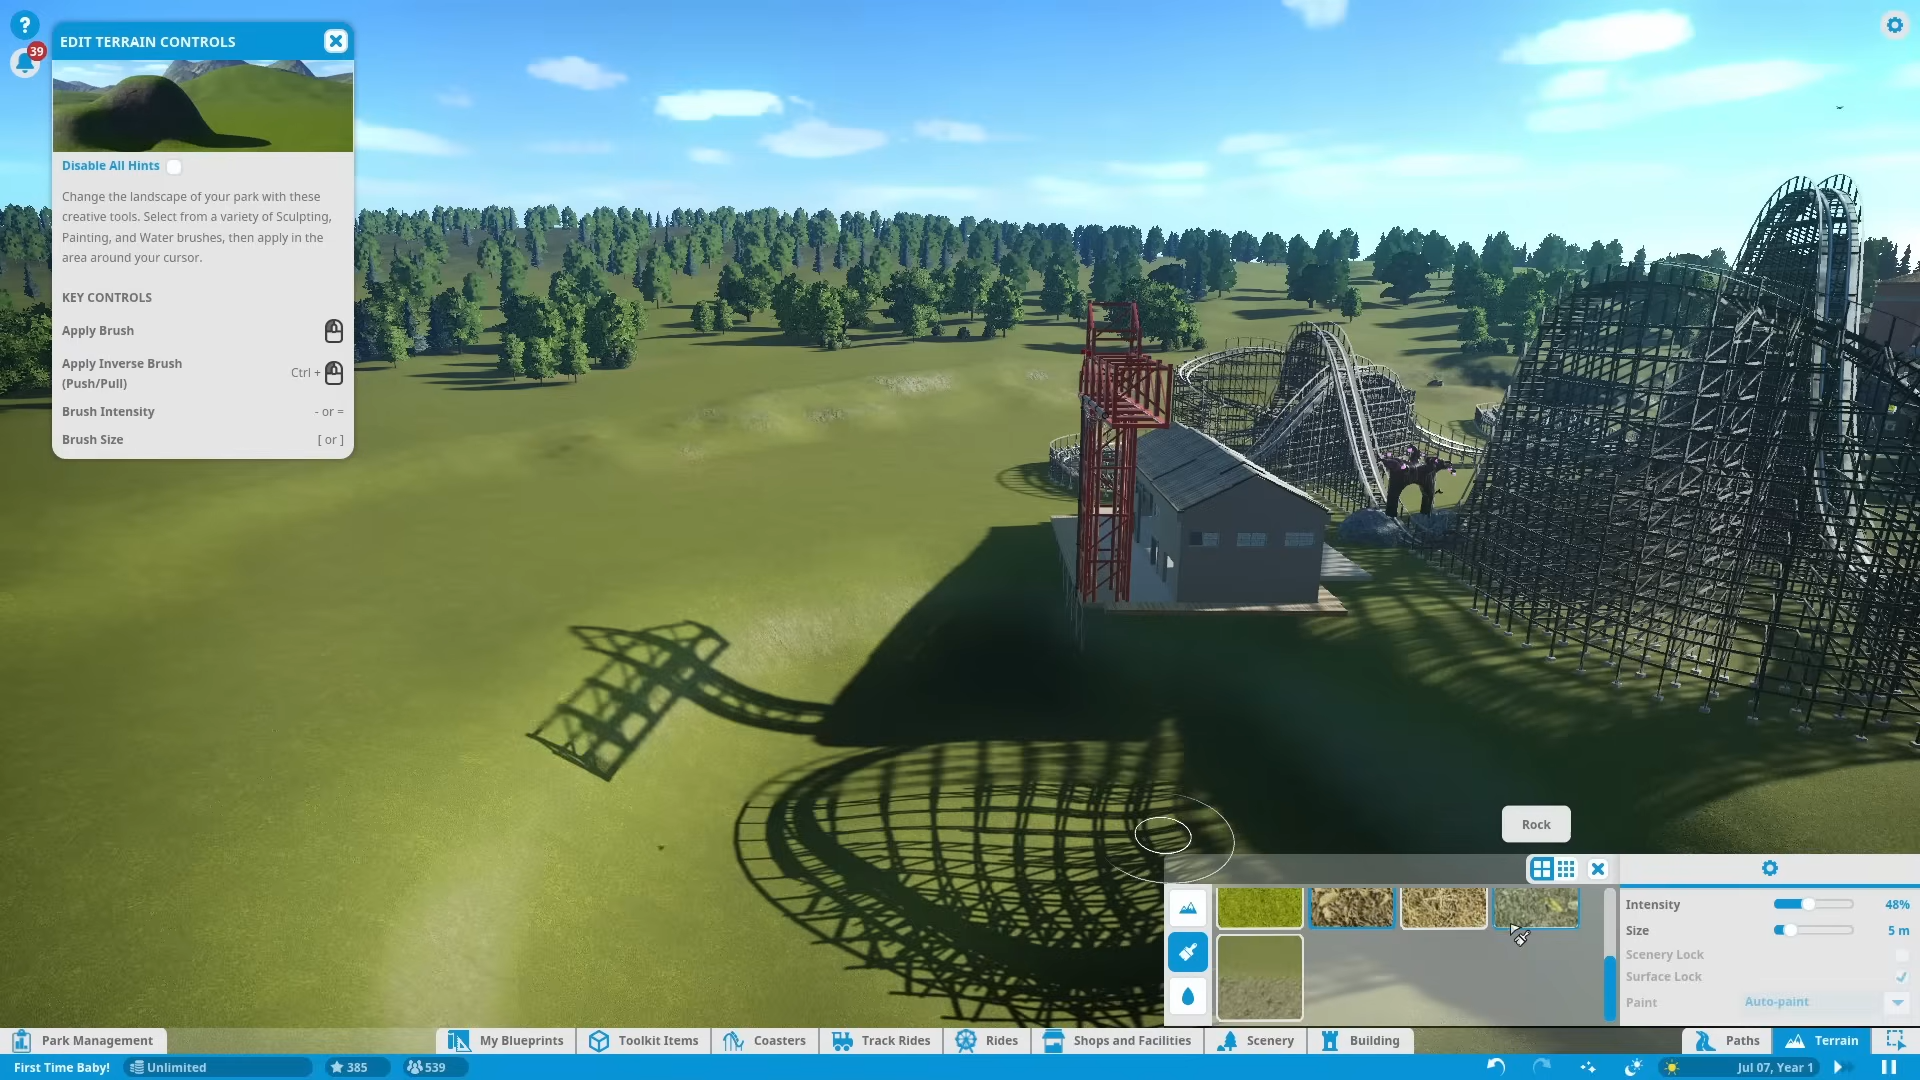 ?
39
EDIT TERRAIN CONTROLS
Disable All Hints
Change the landscape of your park with these
creative tools. Select from a variety of Sculpting,
Painting, and Water brushes, then apply in the
area around your cursor.
KEY CONTROLS
Apply Brush
Apply Inverse Brush
(Push/Pull)
Ctrl +
Brush Intensity
- or =
Brush Size
[ or ]
Rock
Intensity
48%
Size
5 m
Scenery Lock
Surface Lock
Paint
Auto-paint
Park Management
My Blueprints
Toolkit Items
Coasters
Track Rides
Rides
Shops and Facilities
Scenery
Building
Paths
Terrain
First Time Baby!
Unlimited
385
539
Jul 07, Year 1